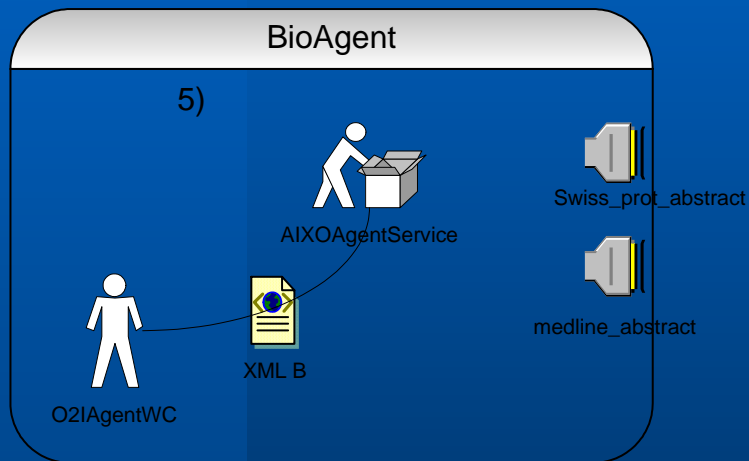 BioAgent
5)
Swiss_prot_abstract
AIXOAgentService
medline_abstract
XML B
O2IAgentWC